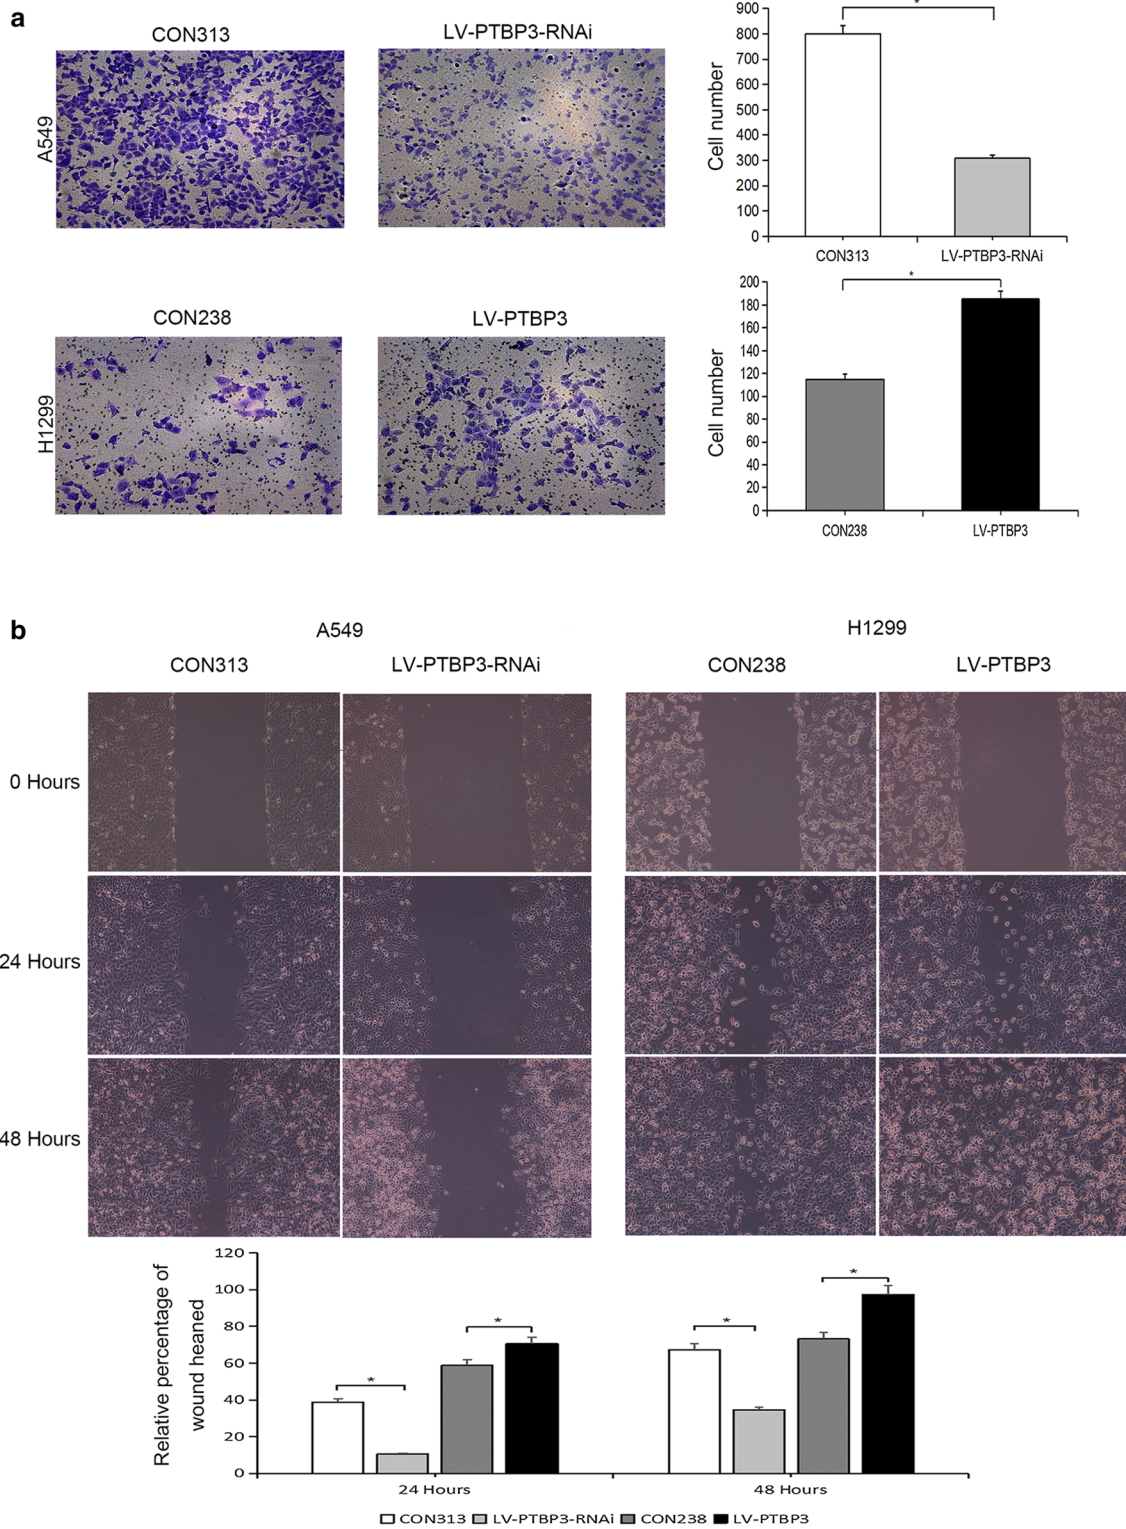 a
CON313
LV-PTBP3-RNAi
A549
Cell number
900
800
700
600
500
400
300
200
100
0
*
CON313
LV-PTBP3-RNAi
CON238
LV-PTBP3
H1299
Cell number
200
180
160
140
120
100
80
60
40
20
0
*
CON238
LV-PTBP3
b
A549
H1299
CON313
LV-PTBP3-RNAi
CON238
LV-PTBP3
0 Hours
24 Hours
48 Hours
Relative percentage of
wound heaned
120
100
80
60
40
20
0
*
*
*
*
24 Hours
48 Hours
CON313 LV-PTBP3-RNAi CON238 LV-PTBP3